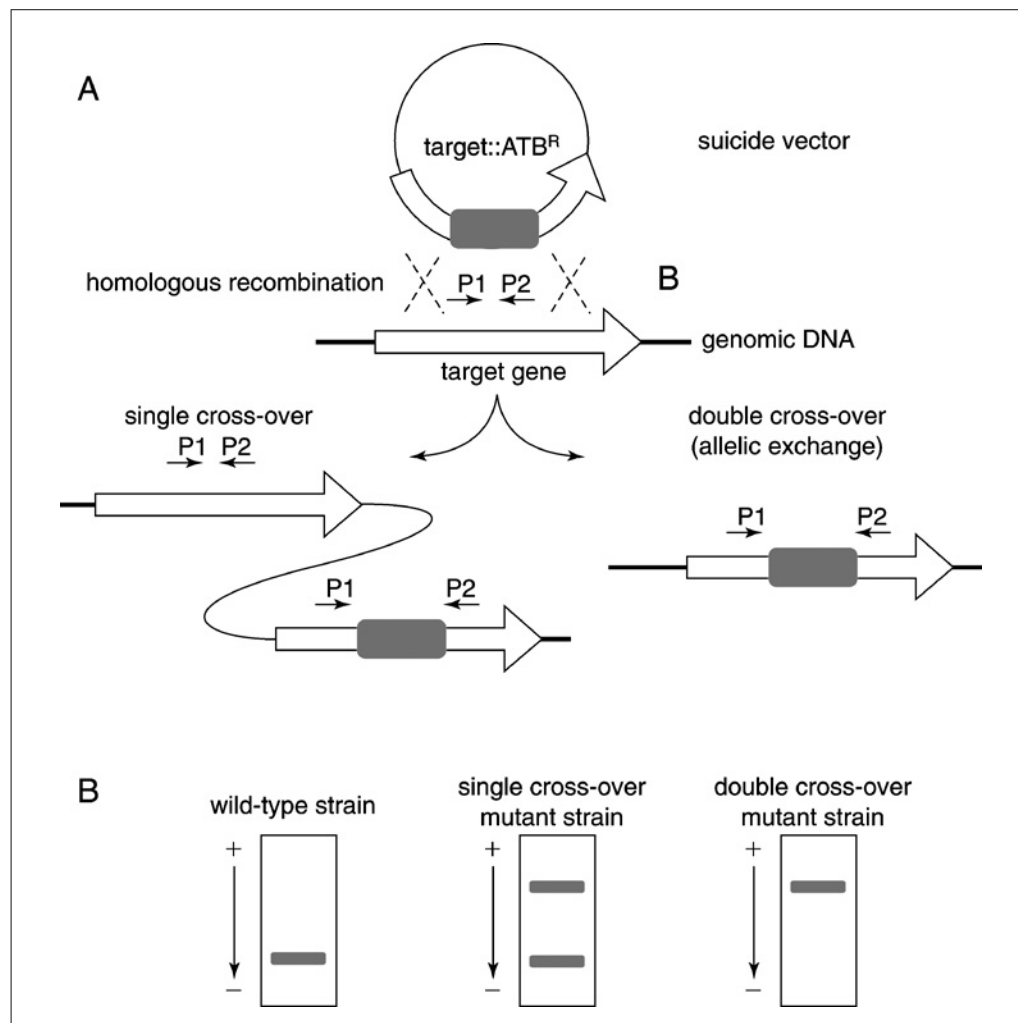 A
target::ATBᴿ
suicide vector
homologous recombination
P1 P2
B
genomic DNA
target gene
single cross-over
P1 P2
double cross-over
(allelic exchange)
P1 P2
P1 P2
B
wild-type strain
single cross-over
mutant strain
double cross-over
mutant strain
+
−
+
−
+
−